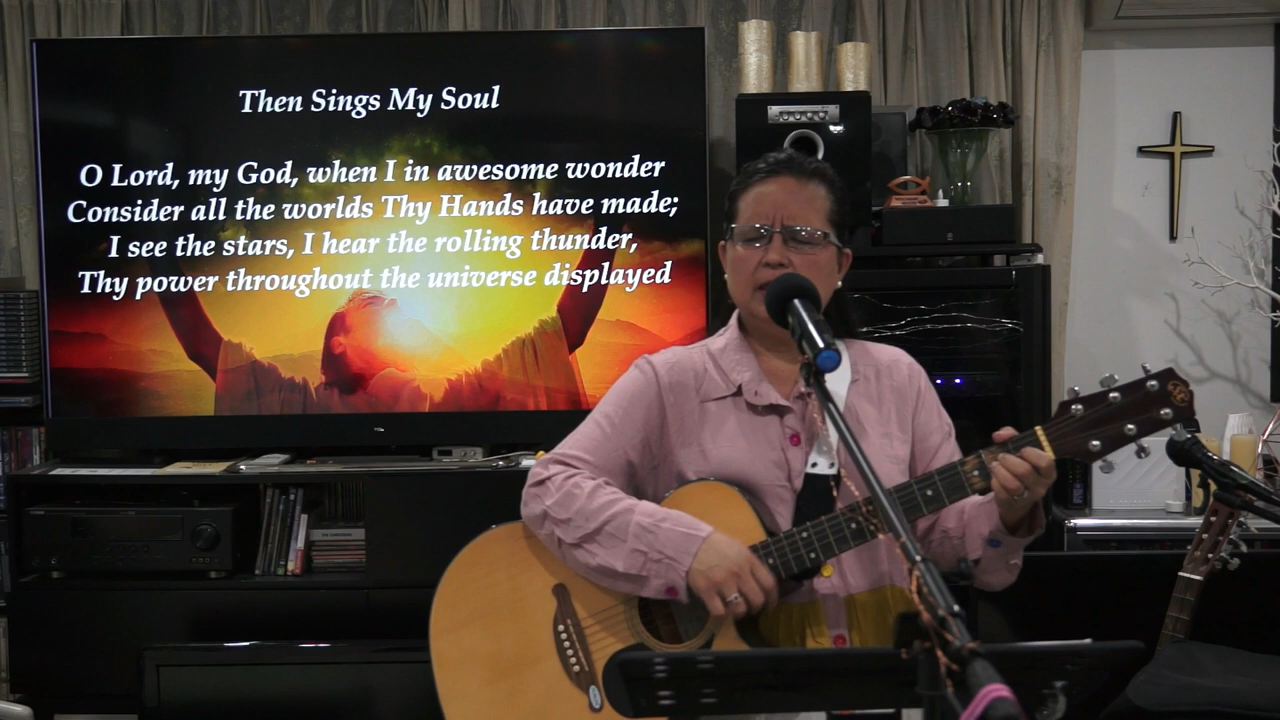 Then Sings My Soul
O Lord, my God, when I in awesome wonder
Consider all the worlds Thy Hands have made;
I see the stars, I hear the rolling thunder,
Thy power throughout the universe displayed